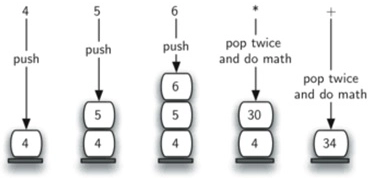 4 5 6 * +
push
push
push
pop twice
and do math
pop twice
and do math
6
5 5 30
4 4 4 4 34